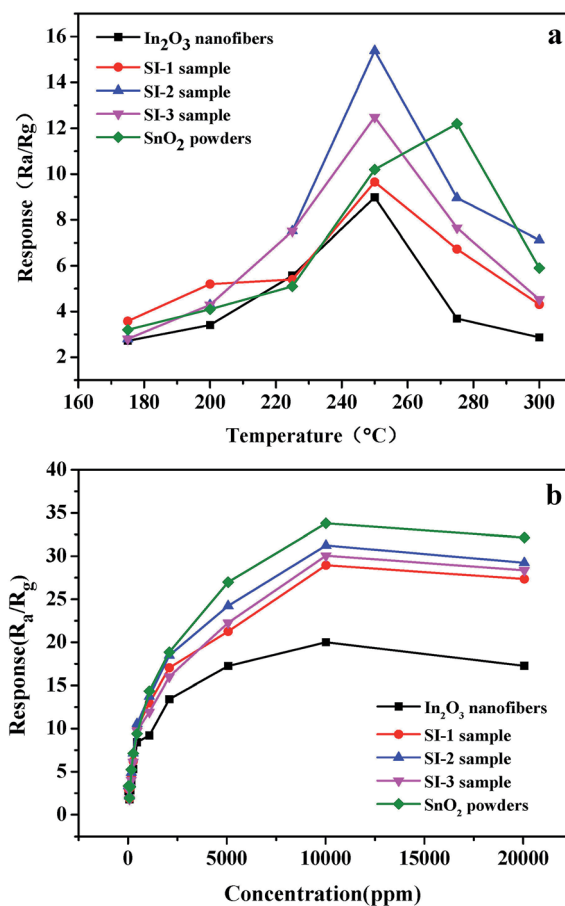 a
In₂O₃ nanofibers
SI-1 sample
SI-2 sample
SI-3 sample
SnO₂ powders
16
14
12
10
8
6
4
2
Response（Ra/Rg）
160 180 200 220 240 260 280 300
Temperature（°C）
b
40
35
30
25
20
15
10
5
0
Response(Rₐ/R_g)
In₂O₃ nanofibers
SI-1 sample
SI-2 sample
SI-3 sample
SnO₂ powders
0 5000 10000 15000 20000
Concentration(ppm)